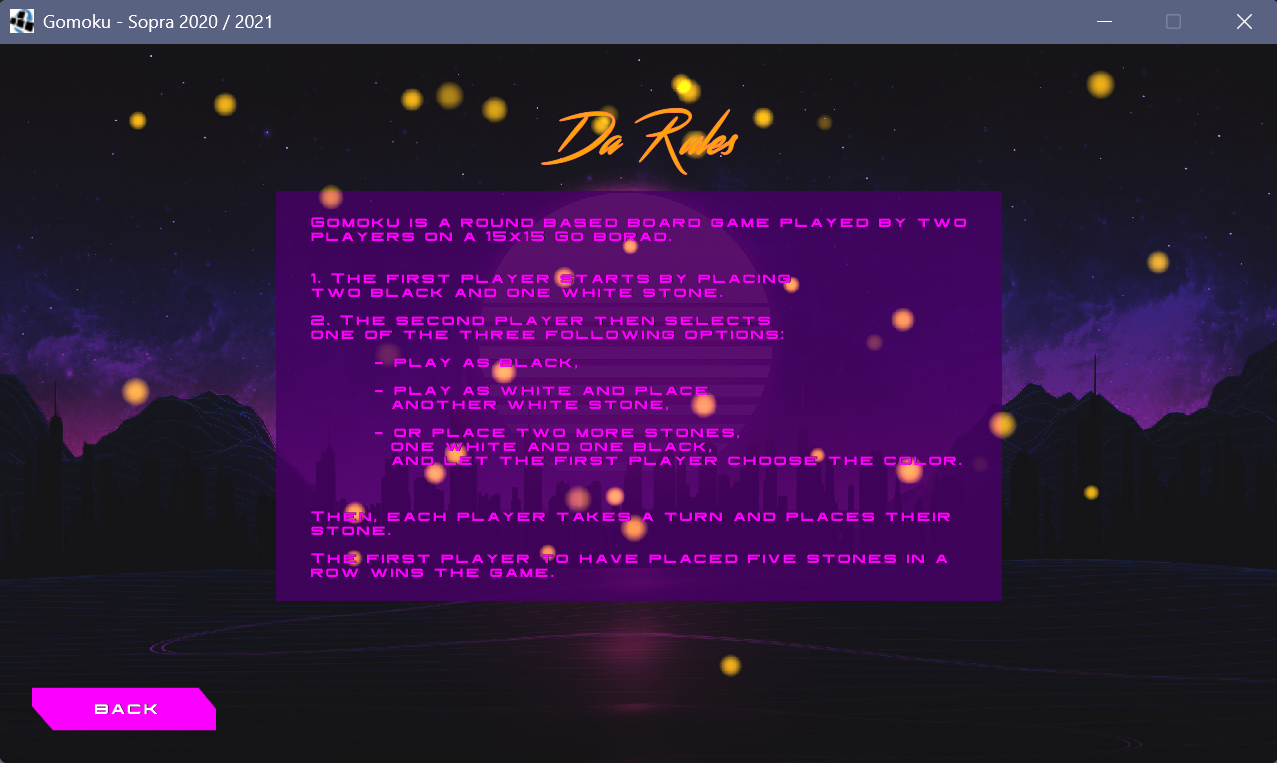 Gomoku - Sopra 2020 / 2021
Da Rules
Gomoku is a round based board game played by two
players on a 15x15 Go borad.
1. The first player starts by placing
two black and one white stone.
2. The second player then selects
one of the three following options:
- play as black,
- play as white and place
another white stone,
- or place two more stones,
one white and one black,
and let the first player choose the color.
Then, each player takes a turn and places their
stone.
The first player to have placed five stones in a
row wins the game.
BACK